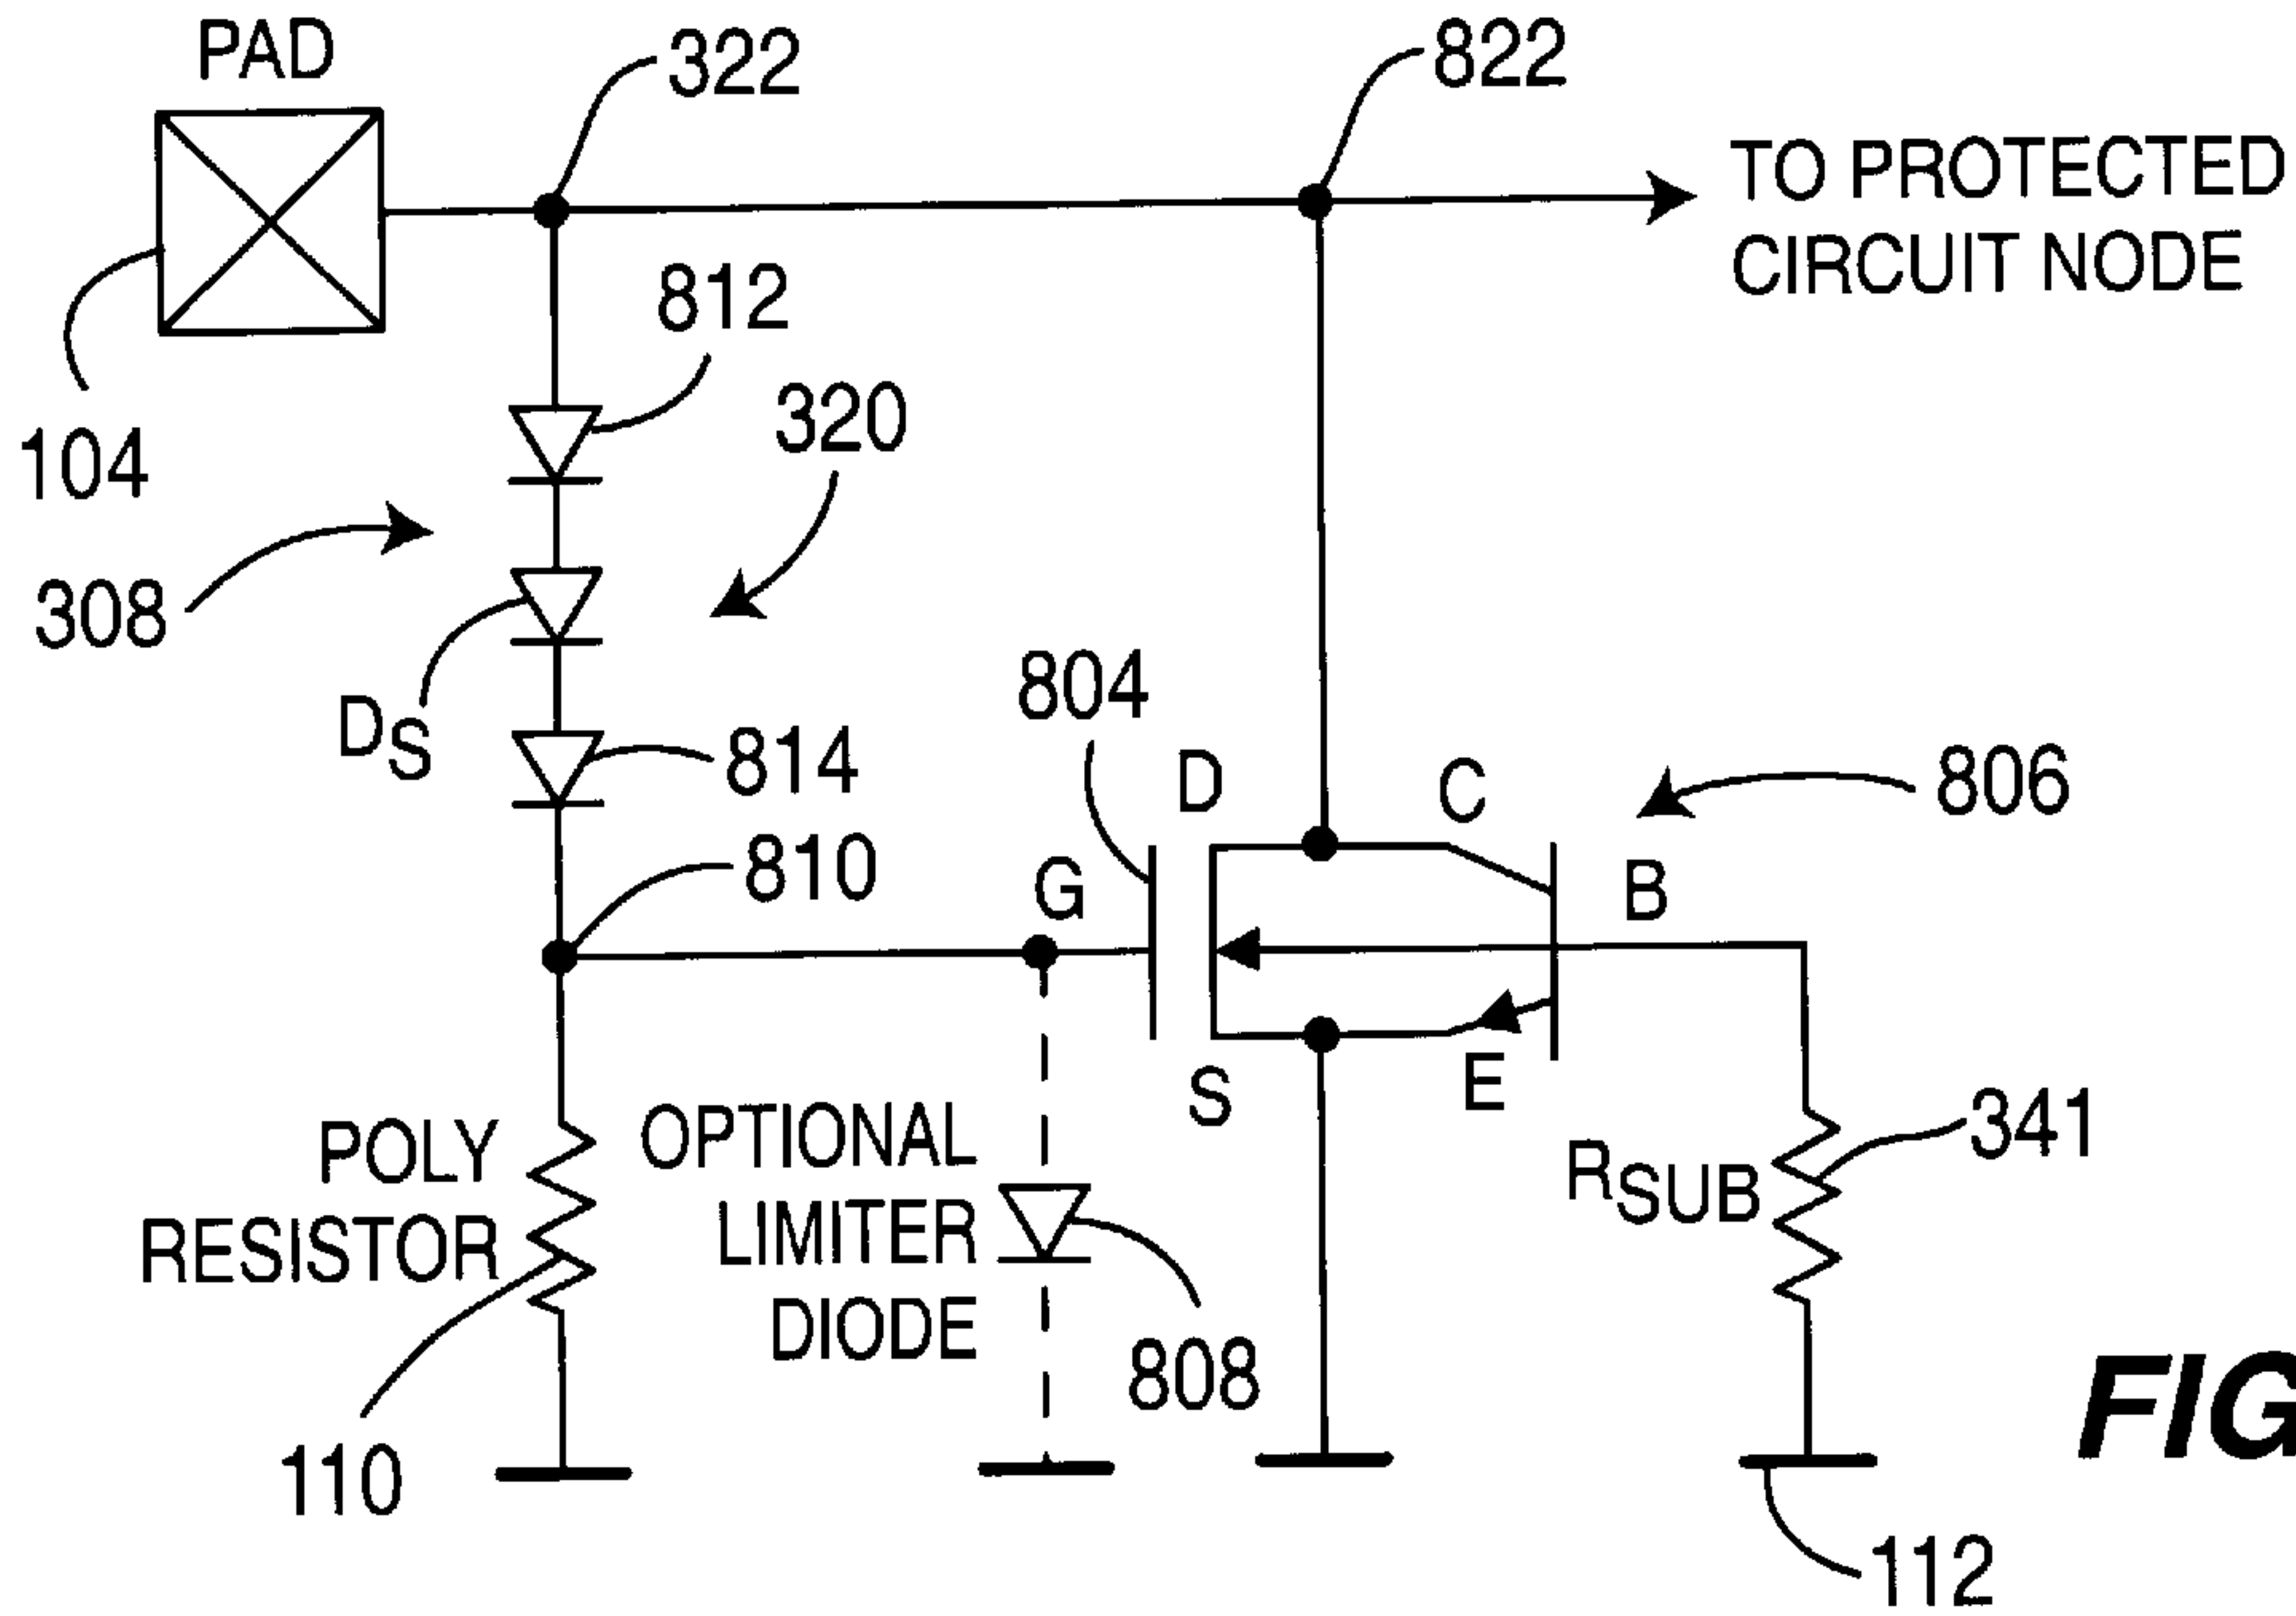 PAD
322
822
TO PROTECTED
CIRCUIT NODE
812
320
104
308
DS
814
804
D
C
806
810
G
B
S
E
POLY
RESISTOR
OPTIONAL
LIMITER
DIODE
RSUB
341
808
110
FIG
112